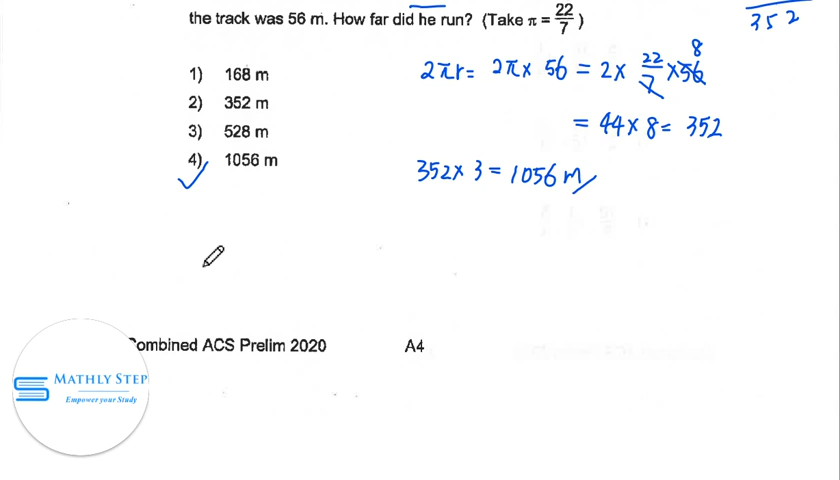 352
the track was 56 m. How far did he run? (Take π = 22/7)
1) 168 m
2) 352 m
3) 528 m
4) 1056 m
2πr = 2π × 56 = 2 × 22/7 × 56 8
= 44 × 8 = 352
352 × 3 = 1056 m
Combined ACS Prelim 2020 A4
MATHLY STEP
Empower your Study